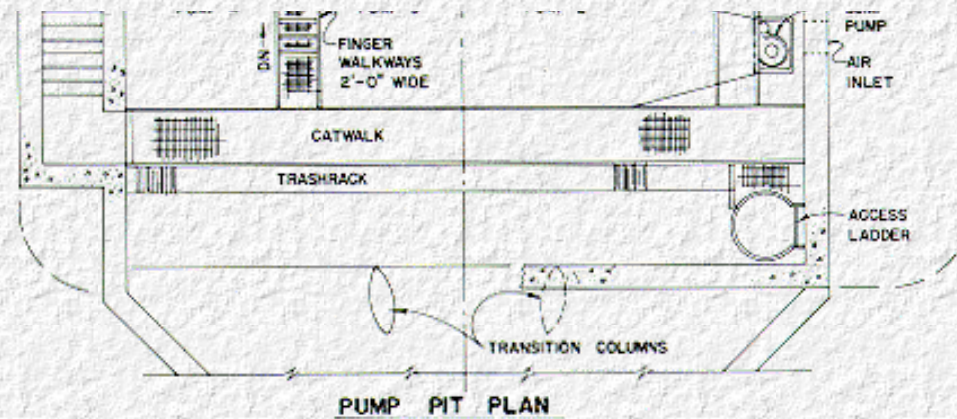 PUMP
AIR
INLET
FINGER
WALKWAYS
2'-0" WIDE
DN
CATWALK
TRASHRACK
ACCESS
LADDER
TRANSITION COLUMNS
PUMP PIT PLAN